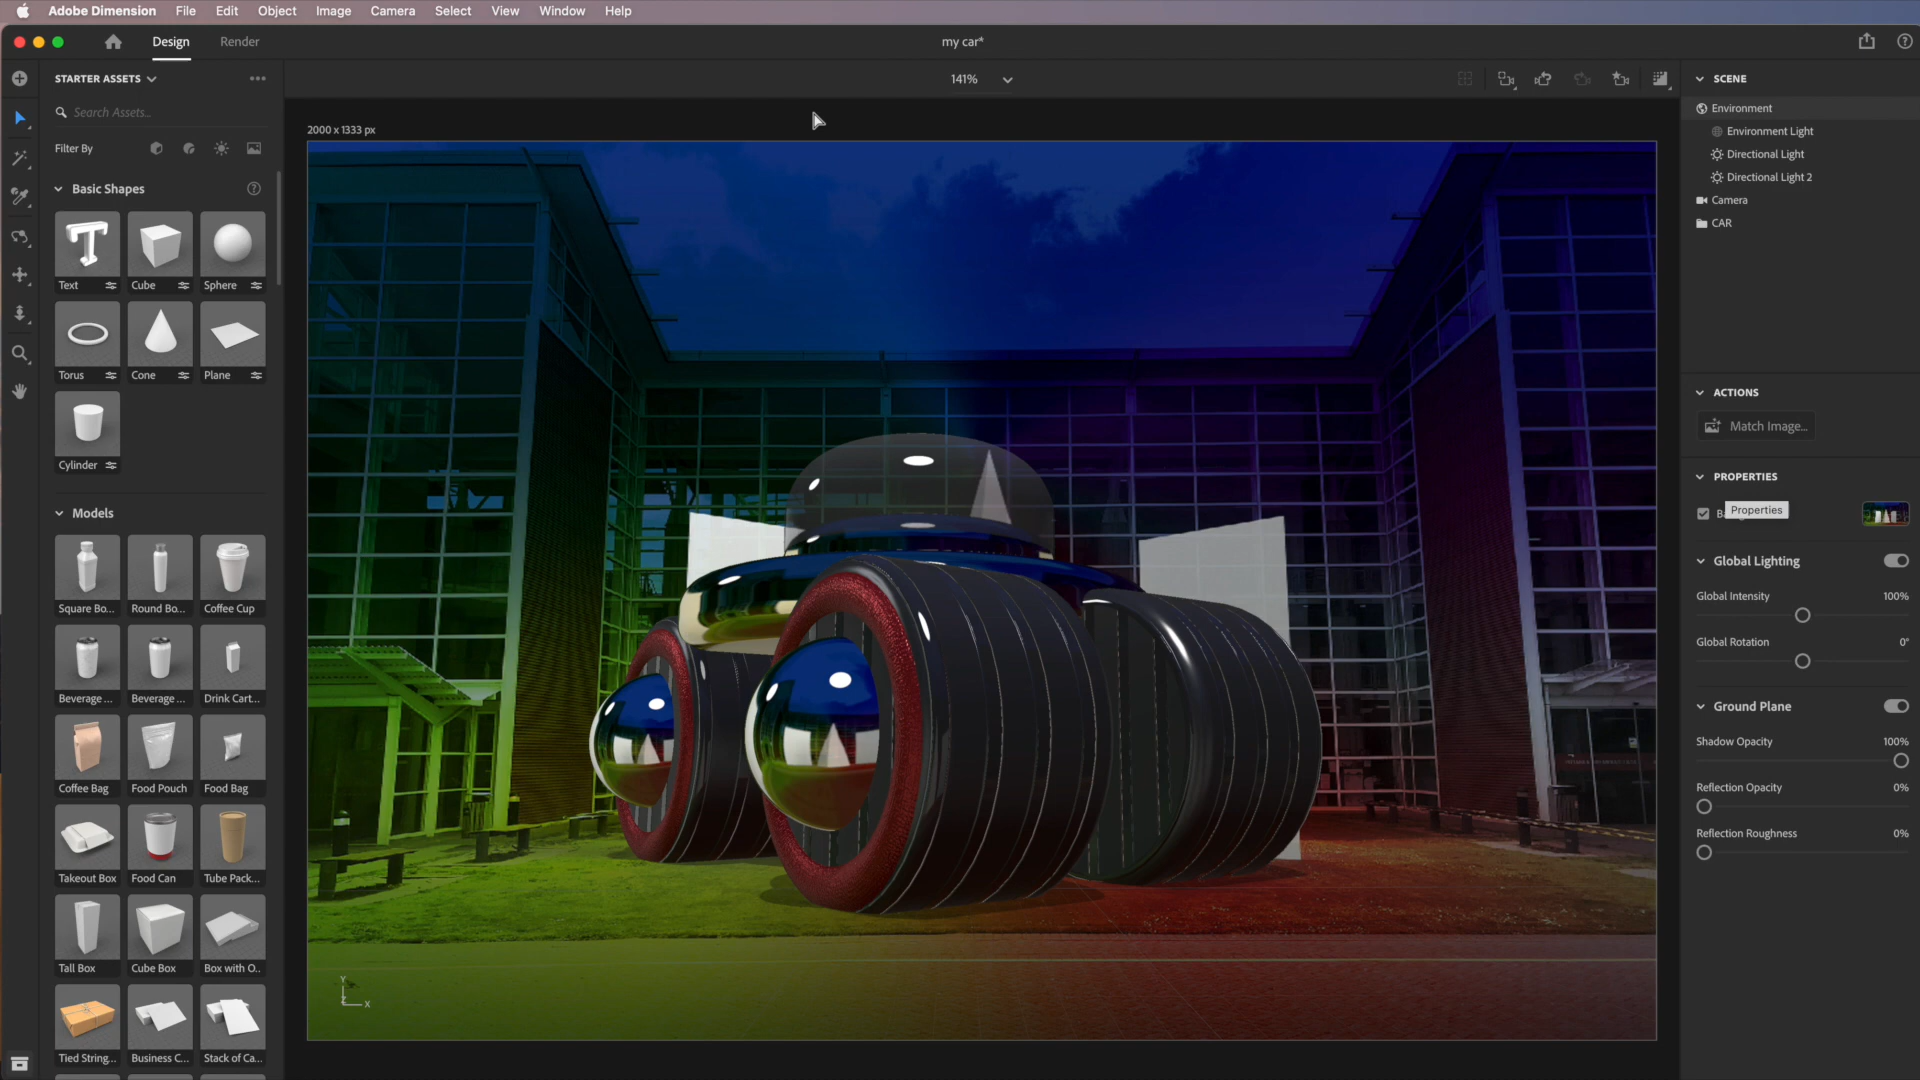 Adobe Dimension File Edit Object Image Camera Select View Window Help
Design Render my car*
STARTER ASSETS
141%
Search Assets...
Filter By
Basic Shapes
Text Cube Sphere
Torus Cone Plane
Cylinder
Models
Square Bo... Round Bo... Coffee Cup
Beverage ... Beverage ... Drink Cart...
Coffee Bag Food Pouch Food Bag
Takeout Box Food Can Tube Pack...
Tall Box Cube Box Box with O..
Tied String... Business C... Stack of Ca...
2000 x 1333 px
Y
Z
X
SCENE
Environment
Environment Light
Directional Light
Directional Light 2
Camera
CAR
ACTIONS
Match Image...
PROPERTIES
Properties
Global Lighting
Global Intensity 100%
Global Rotation 0°
Ground Plane
Shadow Opacity 100%
Reflection Opacity 0%
Reflection Roughness 0%